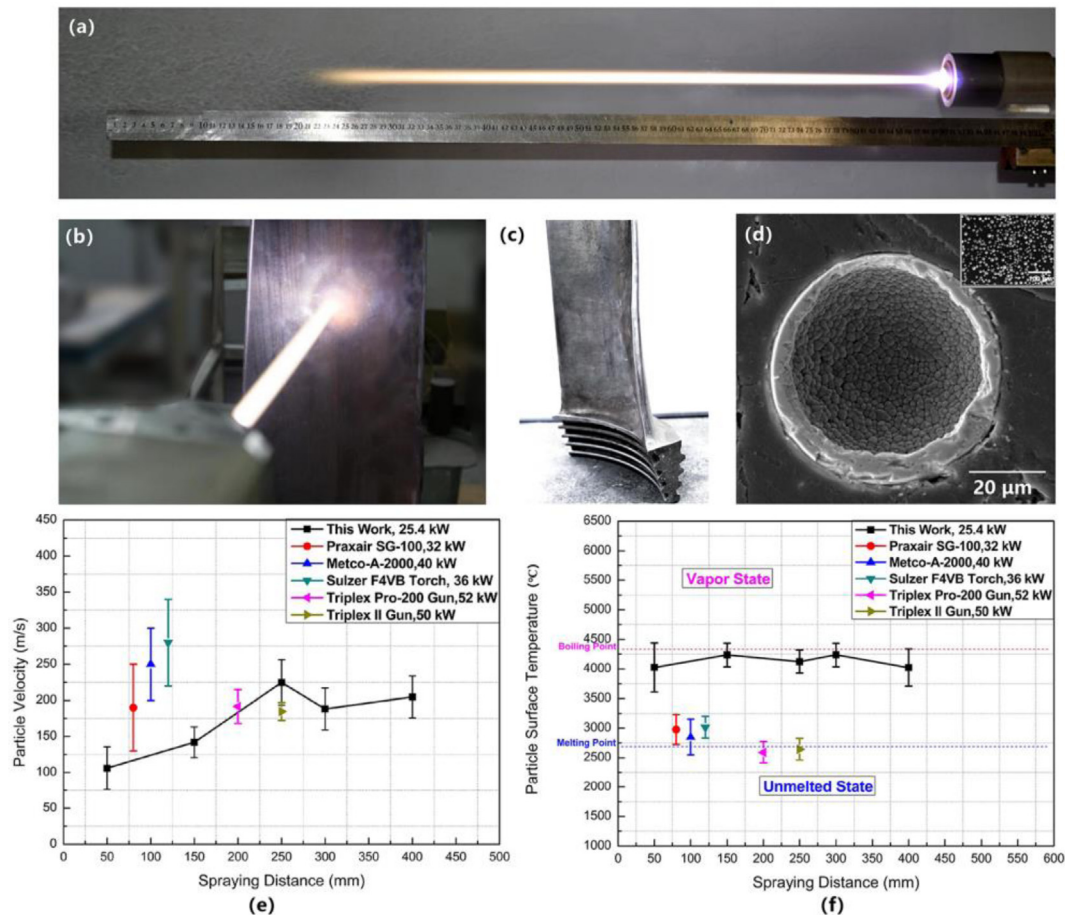 (a)
(b)
(c)
(d)
20 μm
450
400
350
300
250
200
150
100
50
0
Particle Velocity (m/s)
This Work, 25.4 kW
Praxair SG-100,32 kW
Metco-A-2000,40 kW
Sulzer F4VB Torch, 36 kW
Triplex Pro-200 Gun,52 kW
Triplex II Gun,50 kW
0 50 100 150 200 250 300 350 400 450 500
Spraying Distance (mm)
(e)
6500
6000
5500
5000
4500
4000
3500
3000
2500
2000
1500
1000
Particle Surface Temperature (℃)
This Work, 25.4 kW
Praxair SG-100,32 kW
Metco-A-2000,40 kW
Sulzer F4VB Torch, 36 kW
Triplex Pro-200 Gun,52 kW
Triplex II Gun,50 kW
Vapor State
Boiling Point
Melting Point
Unmelted State
0 50 100 150 200 250 300 350 400 450 500 550 600
Spraying Distance (mm)
(f)